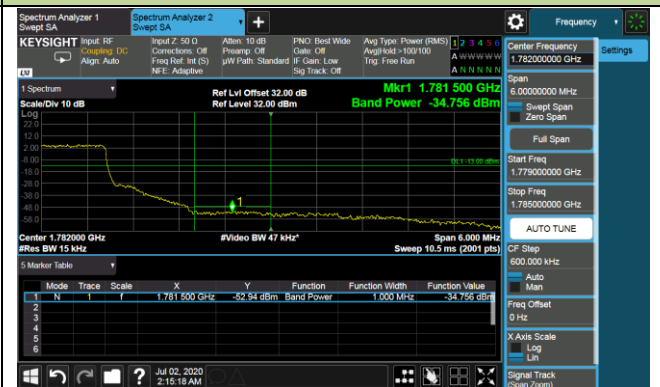 Spectrum Analyzer 1
Swept SA
Spectrum Analyzer 2
Swept SA
Frequency
KEYSIGHT
Input: RF
Coupling: DC
Align: Auto
Input Z: 50 Ω
Corrections: Off
Freq Ref: Int (S)
NFE: Adaptive
Atten: 10 dB
Preamp: Off
µW Path: Standard
PNO: Best Wide
Gate: Off
IF Gain: Low
Sig Track: Off
Avg Type: Power (RMS)
Avg|Hold:>100/100
Trig: Free Run
1 2 3 4 5 6
A W W W W W
A N N N N N
LXI
1 Spectrum
Scale/Div 10 dB
Ref Lvl Offset 32.00 dB
Ref Level 32.00 dBm
Mkr1 1.781 500 GHz
Band Power -34.756 dBm
Log
22.0
12.0
2.00
-8.00
-18.0
-28.0
-38.0
-48.0
-58.0
DL1 -13.00 dBm
1
Center 1.782000 GHz
#Res BW 15 kHz
#Video BW 47 kHz*
Span 6.000 MHz
Sweep 10.5 ms (2001 pts)
5 Marker Table
Mode Trace Scale X Y Function Function Width Function Value
1 N 1 f 1.781 500 GHz -52.94 dBm Band Power 1.000 MHz -34.756 dBm
2
3
4
5
6
Center Frequency
1.782000000 GHz
Settings
Span
6.00000000 MHz
Swept Span
Zero Span
Full Span
Start Freq
1.779000000 GHz
Stop Freq
1.785000000 GHz
AUTO TUNE
CF Step
600.000 kHz
Auto
Man
Freq Offset
0 Hz
X Axis Scale
Log
Lin
Signal Track
(Span Zoom)
?
Jul 02, 2020
2:15:18 AM